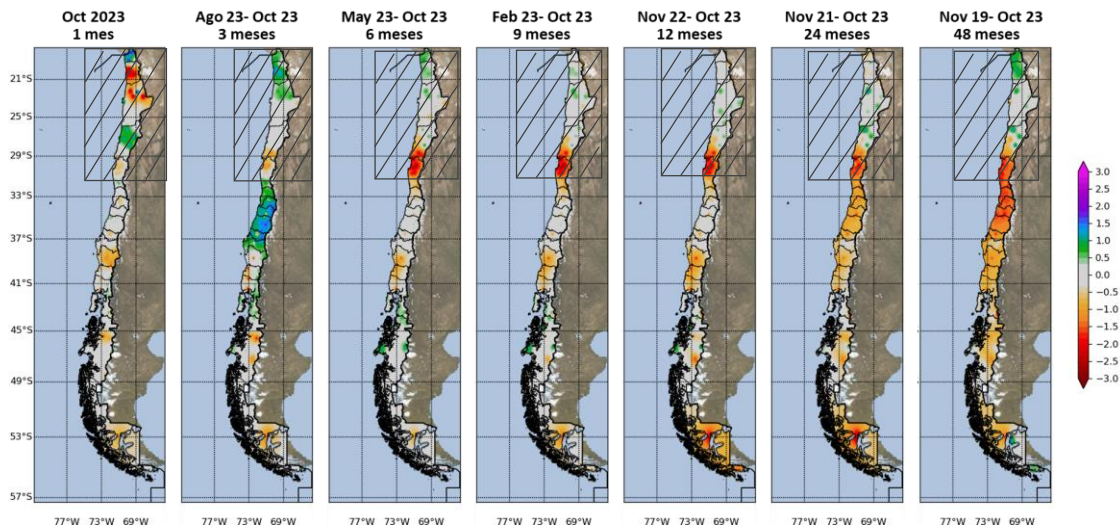 Oct 2023 Ago 23- Oct 23 May 23- Oct 23 Feb 23- Oct 23 Nov 22- Oct 23 Nov 21- Oct 23 Nov 19- Oct 23
1 mes 3 meses 6 meses 9 meses 12 meses 24 meses 48 meses
21°S
25°S
29°S
33°S
37°S
41°S
45°S
49°S
53°S
57°S
3.0
2.5
2.0
1.5
1.0
0.5
0.0
−0.5
−1.0
−1.5
−2.0
−2.5
−3.0
77°W 73°W 69°W 77°W 73°W 69°W 77°W 73°W 69°W 77°W 73°W 69°W 77°W 73°W 69°W 77°W 73°W 69°W 77°W 73°W 69°W